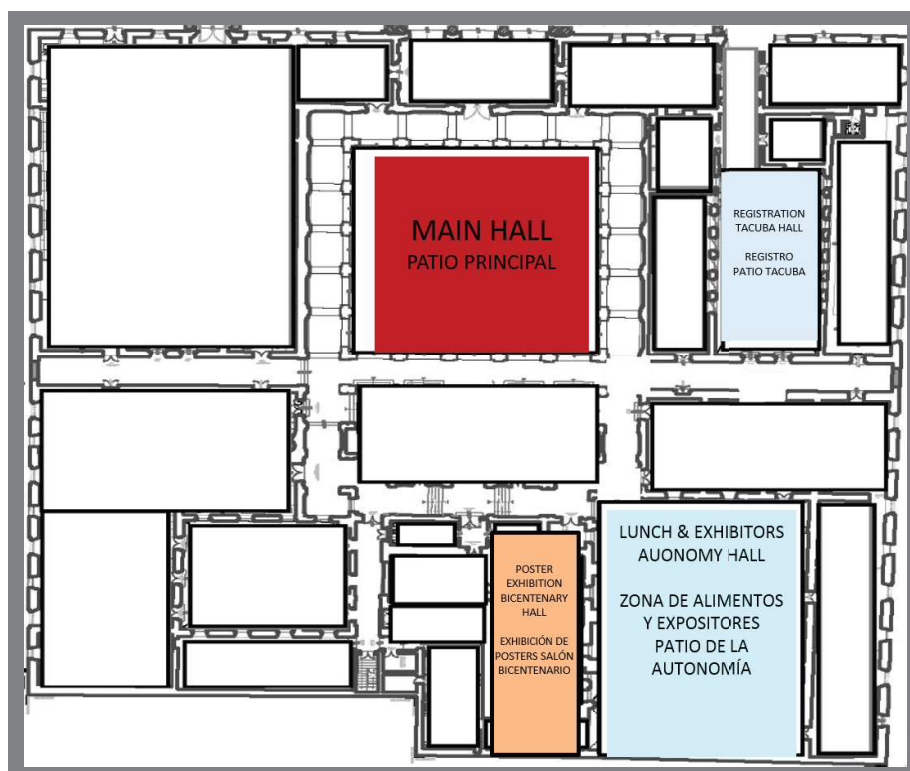 MAIN HALL
PATIO PRINCIPAL
REGISTRATION
TACUBA HALL
REGISTRO
PATIO TACUBA
POSTER
EXHIBITION
BICENTENARY
HALL
EXHIBICIÓN DE
POSTERS SALÓN
BICENTENARIO
LUNCH & EXHIBITORS
AUONOMY HALL
ZONA DE ALIMENTOS
Y EXPOSITORES
PATIO DE LA
AUTONOMÍA